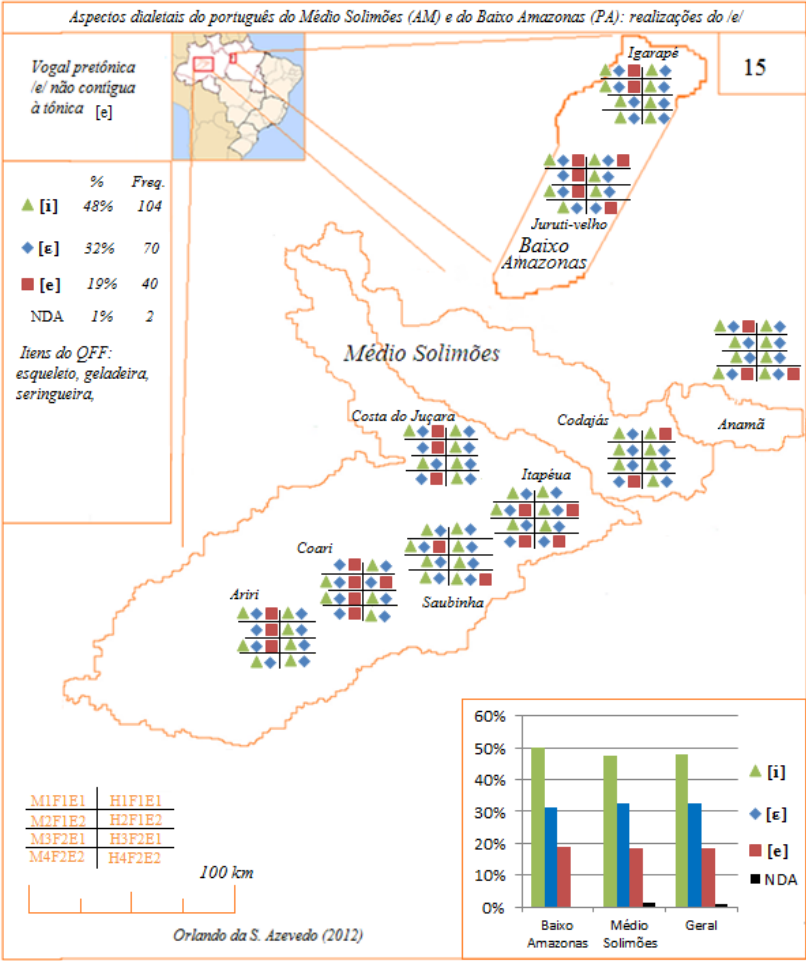 Aspectos dialetais do português do Médio Solimões (AM) e do Baixo Amazonas (PA): realizações do /e/
Vogal pretônica
/e/ não contígua
à tônica [e]
15
% Freq.
[i] 48% 104
[ɛ] 32% 70
[e] 19% 40
NDA 1% 2
Itens do QFF:
esqueleto, geladeira,
seringueira,
Igarapé
Juruti-velho
Baixo
Amazonas
Médio Solimões
Costa do Juçara
Codajás
Anamã
Itapéua
Coari
Saubinha
Ariri
M1F1E1 H1F1E1
M2F1E2 H2F1E2
M3F2E1 H3F2E1
M4F2E2 H4F2E2
100 km
Orlando da S. Azevedo (2012)
60%
50%
40%
30%
20%
10%
0%
Baixo
Amazonas
Médio
Solimões
Geral
[i]
[ɛ]
[e]
NDA